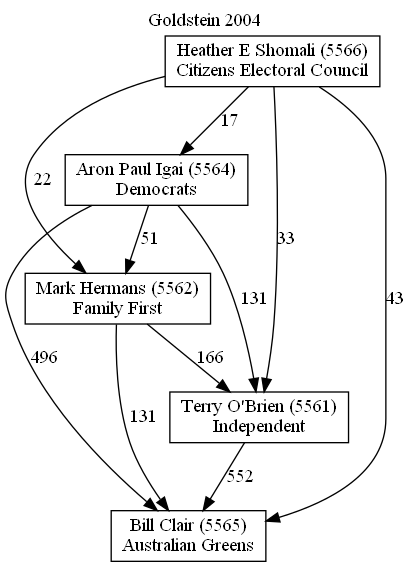 Goldstein 2004
Heather E Shomali (5566)
Citizens Electoral Council
17
Aron Paul Igai (5564)
Democrats
22
51
33
Mark Hermans (5562)
Family First
131
43
496
166
131
Terry O'Brien (5561)
Independent
552
Bill Clair (5565)
Australian Greens